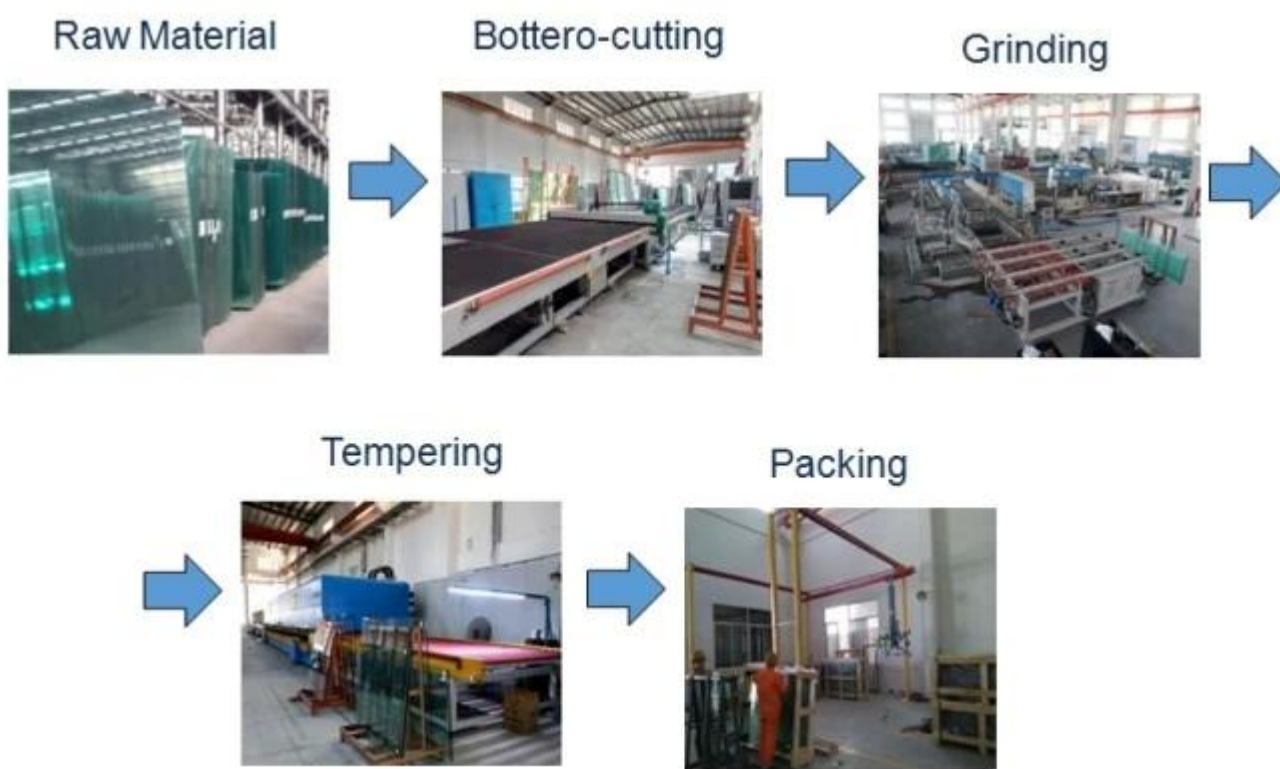 Raw Material
Bottero-cutting
Grinding
Tempering
Packing